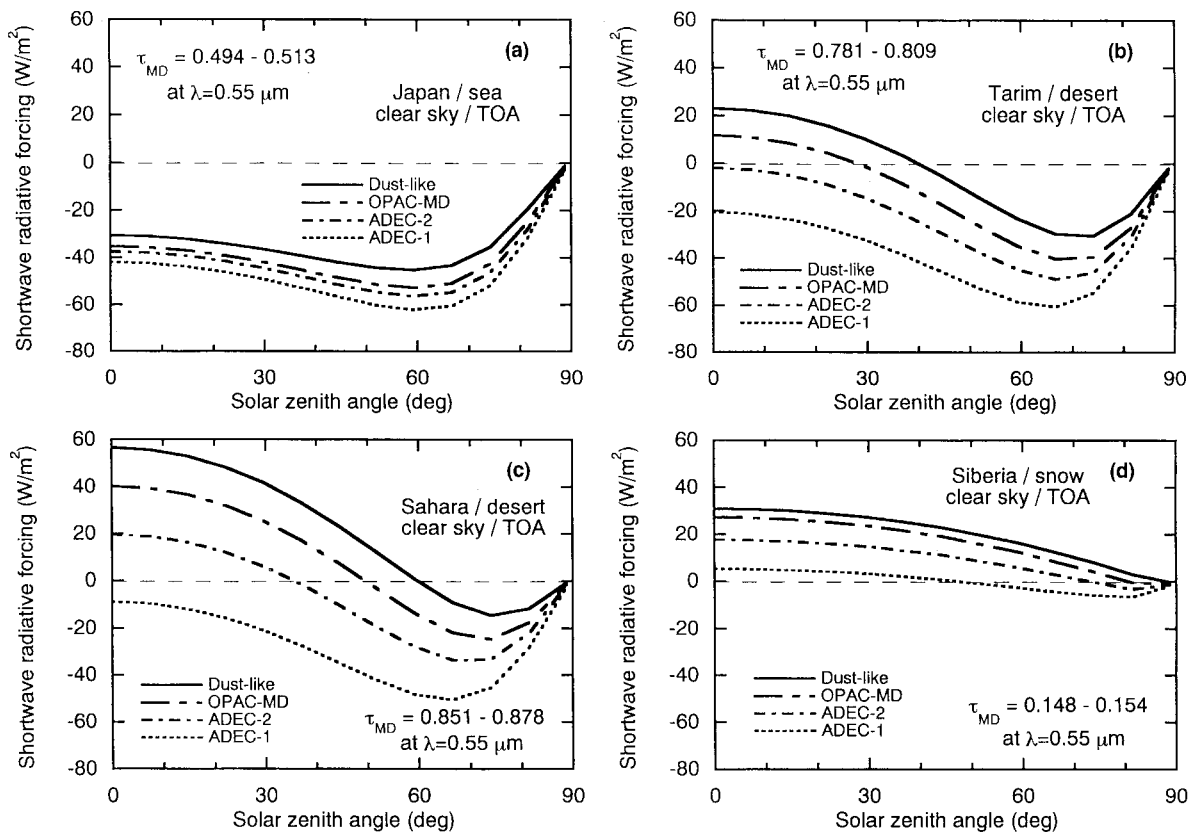 60
40
20
0
-20
-40
-60
-80
Shortwave radiative forcing (W/m²)
(a)
τMD = 0.494 - 0.513
at λ=0.55 μm
Japan / sea
clear sky / TOA
Dust-like
OPAC-MD
ADEC-2
ADEC-1
0 30 60 90
Solar zenith angle (deg)
60
40
20
0
-20
-40
-60
-80
Shortwave radiative forcing (W/m²)
(b)
τMD = 0.781 - 0.809
at λ=0.55 μm
Tarim / desert
clear sky / TOA
Dust-like
OPAC-MD
ADEC-2
ADEC-1
0 30 60 90
Solar zenith angle (deg)
60
40
20
0
-20
-40
-60
-80
Shortwave radiative forcing (W/m²)
(c)
Sahara / desert
clear sky / TOA
Dust-like
OPAC-MD
ADEC-2
ADEC-1
τMD = 0.851 - 0.878
at λ=0.55 μm
0 30 60 90
Solar zenith angle (deg)
60
40
20
0
-20
-40
-60
-80
Shortwave radiative forcing (W/m²)
Siberia / snow (d)
clear sky / TOA
Dust-like
OPAC-MD
ADEC-2
ADEC-1
τMD = 0.148 - 0.154
at λ=0.55 μm
0 30 60 90
Solar zenith angle (deg)